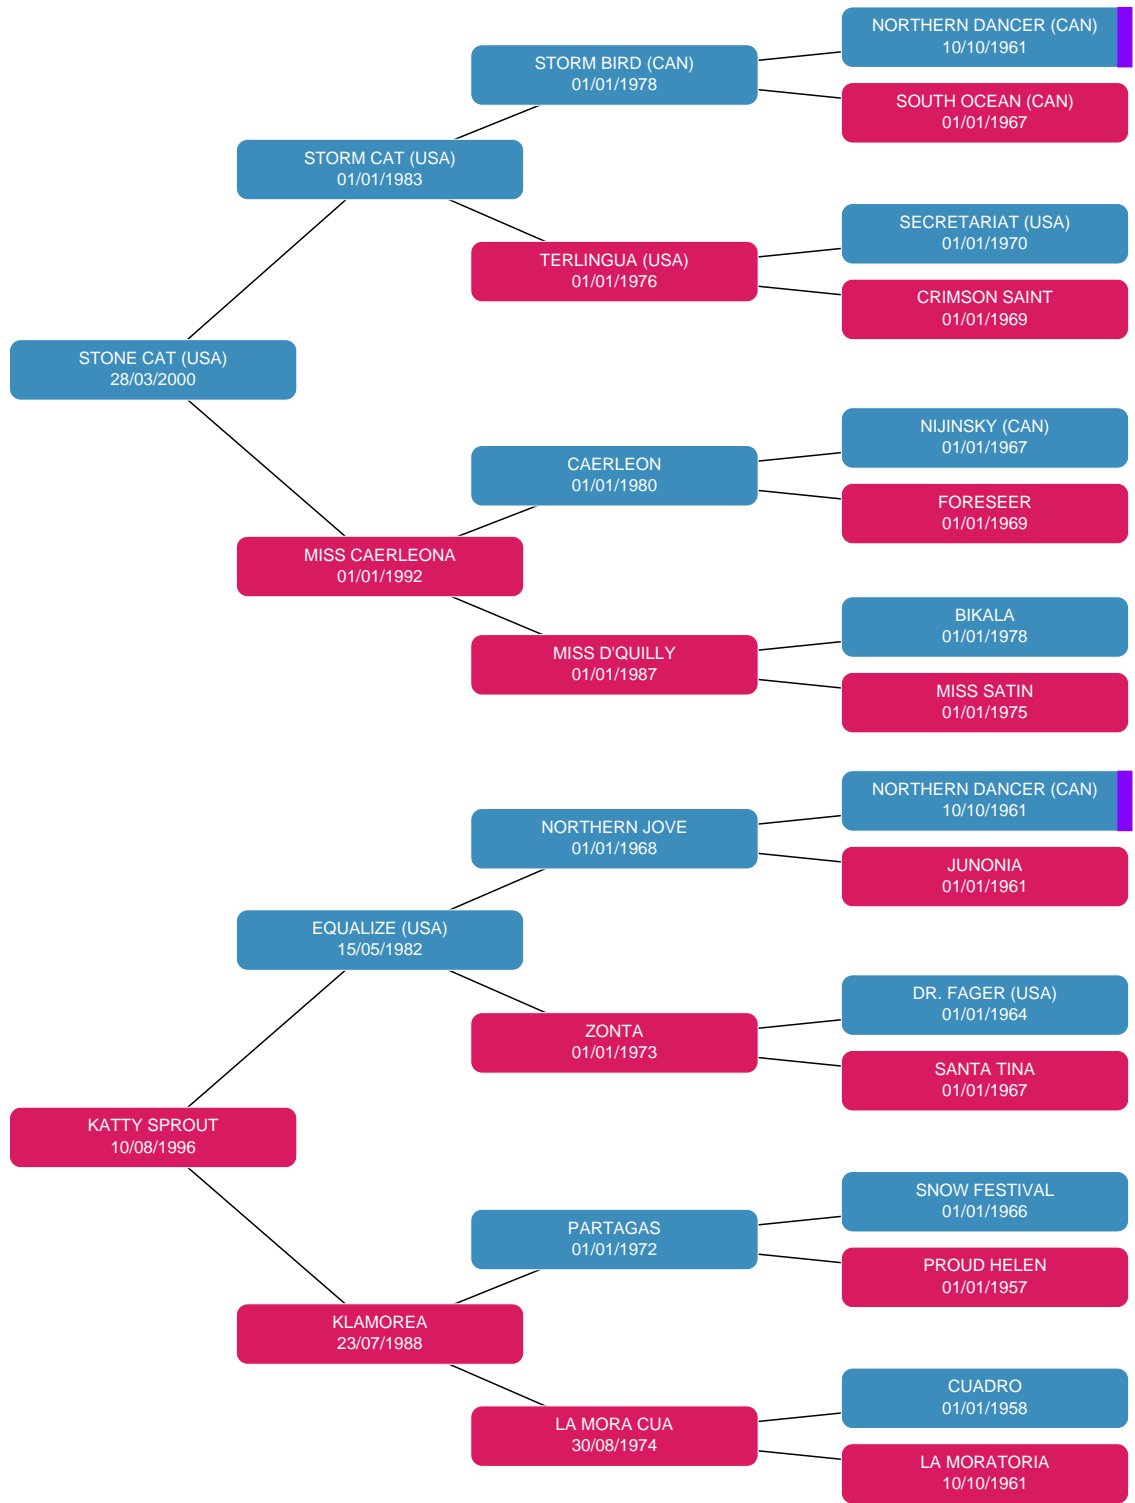 NORTHERN DANCER (CAN)
10/10/1961
STORM BIRD (CAN)
01/01/1978
SOUTH OCEAN (CAN)
01/01/1967
STORM CAT (USA)
01/01/1983
SECRETARIAT (USA)
01/01/1970
TERLINGUA (USA)
01/01/1976
CRIMSON SAINT
01/01/1969
STONE CAT (USA)
28/03/2000
NIJINSKY (CAN)
01/01/1967
CAERLEON
01/01/1980
FORESEER
01/01/1969
MISS CAERLEONA
01/01/1992
BIKALA
01/01/1978
MISS D'QUILLY
01/01/1987
MISS SATIN
01/01/1975
NORTHERN DANCER (CAN)
10/10/1961
NORTHERN JOVE
01/01/1968
JUNONIA
01/01/1961
EQUALIZE (USA)
15/05/1982
DR. FAGER (USA)
01/01/1964
ZONTA
01/01/1973
SANTA TINA
01/01/1967
KATTY SPROUT
10/08/1996
SNOW FESTIVAL
01/01/1966
PARTAGAS
01/01/1972
PROUD HELEN
01/01/1957
KLAMOREA
23/07/1988
CUADRO
01/01/1958
LA MORA CUA
30/08/1974
LA MORATORIA
10/10/1961